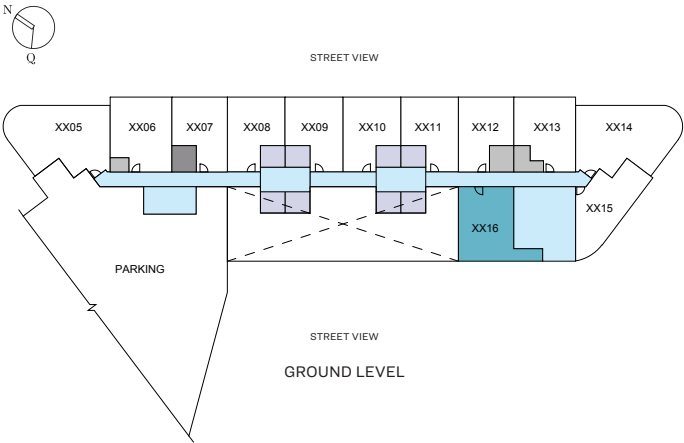 N
Q
STREET VIEW
XX05 XX06 XX07 XX08 XX09 XX10 XX11 XX12 XX13 XX14
XX15
XX16
PARKING
STREET VIEW
GROUND LEVEL